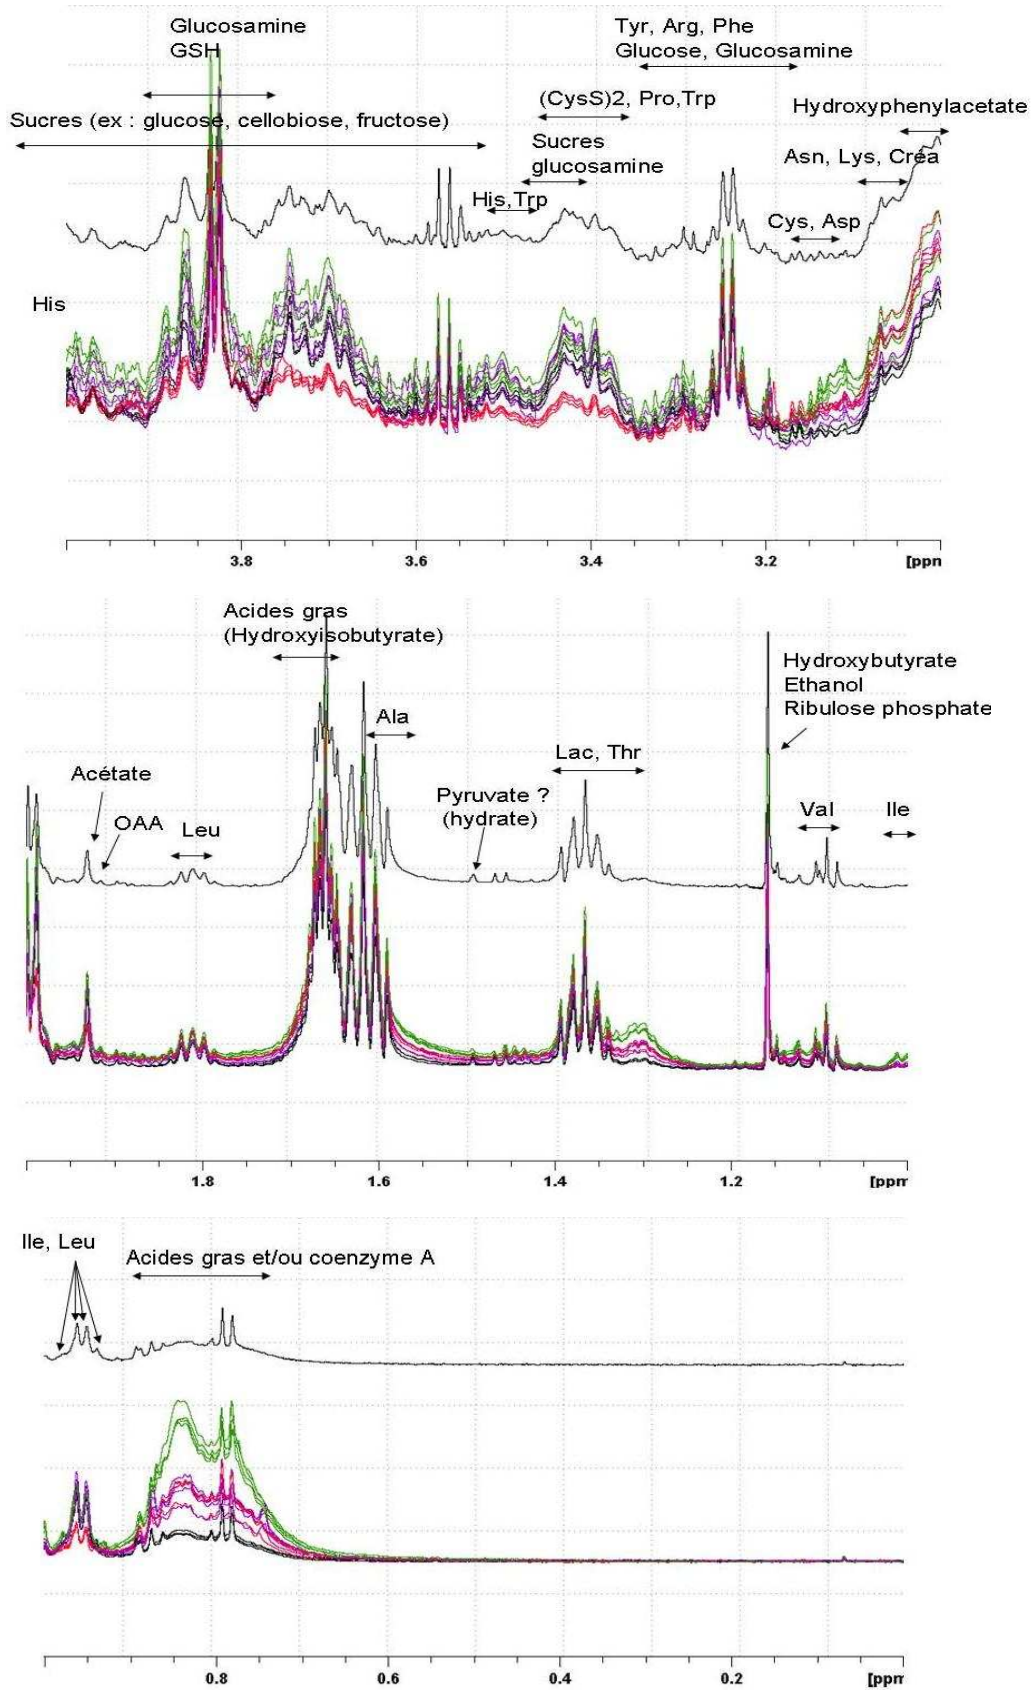 Glucosamine
GSH
Tyr, Arg, Phe
Glucose, Glucosamine
(CysS)2, Pro,Trp
Hydroxyphenylacetate
Sucres (ex : glucose, cellobiose, fructose)
Sucres
glucosamine
Asn, Lys, Créa
His,Trp
Cys, Asp
His
3.8
3.6
3.4
3.2
[ppn
Acides gras
(Hydroxyisobutyrate)
Hydroxybutyrate
Ethanol
Ribulose phosphate
Ala
Lac, Thr
Acétate
Pyruvate ?
(hydrate)
OAA
Leu
Val
Ile
1.8
1.6
1.4
1.2
[ppm
Ile, Leu
Acides gras et/ou coenzyme A
0.8
0.6
0.4
0.2
[ppm